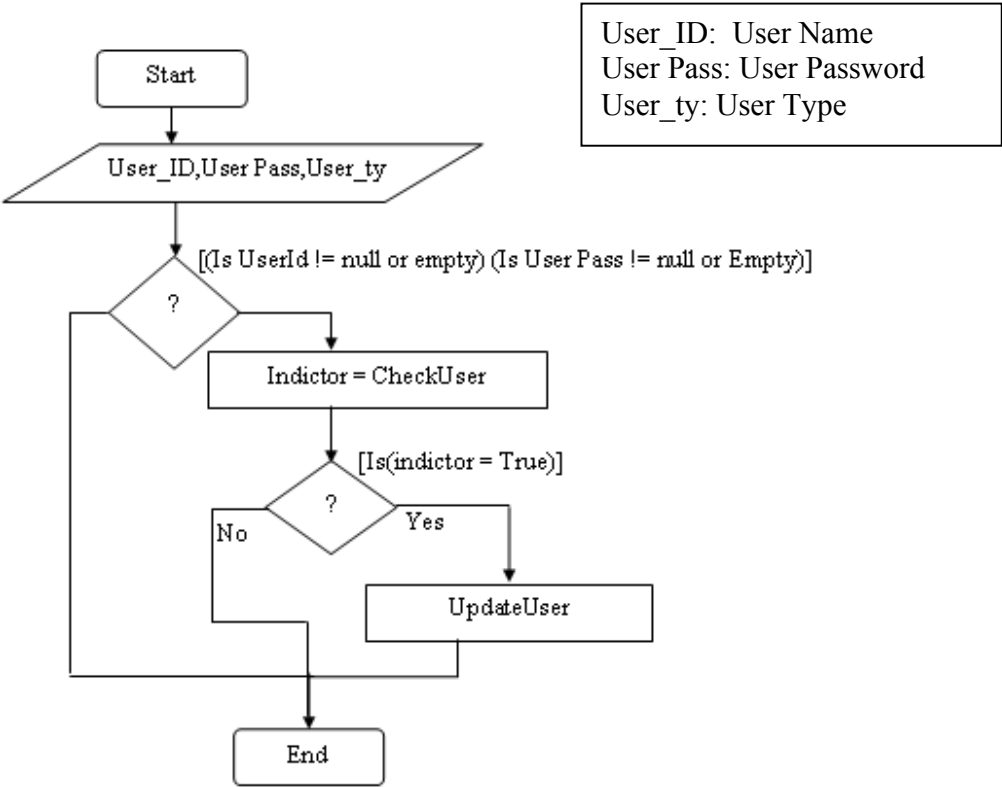 User_ID: User Name
User Pass: User Password
User_ty: User Type
Start
User_ID,User Pass,User_ty
[(Is UserId != null or empty) (Is User Pass != null or Empty)]
?
Indictor = CheckUser
[Is(indictor = True)]
?
No
Yes
UpdateUser
End